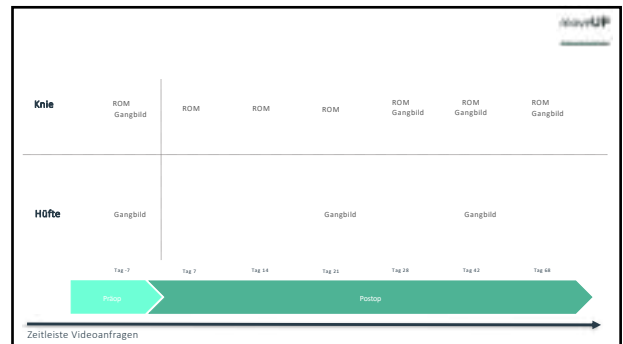 moveUP
Knie
ROM ROM ROM ROM ROM ROM ROM
Gangbild Gangbild Gangbild Gangbild
Hüfte Gangbild Gangbild Gangbild
Tag -7 Tag 7 Tag 14 Tag 21 Tag 28 Tag 42 Tag 68
Präop Postop
Zeitleiste Videoanfragen